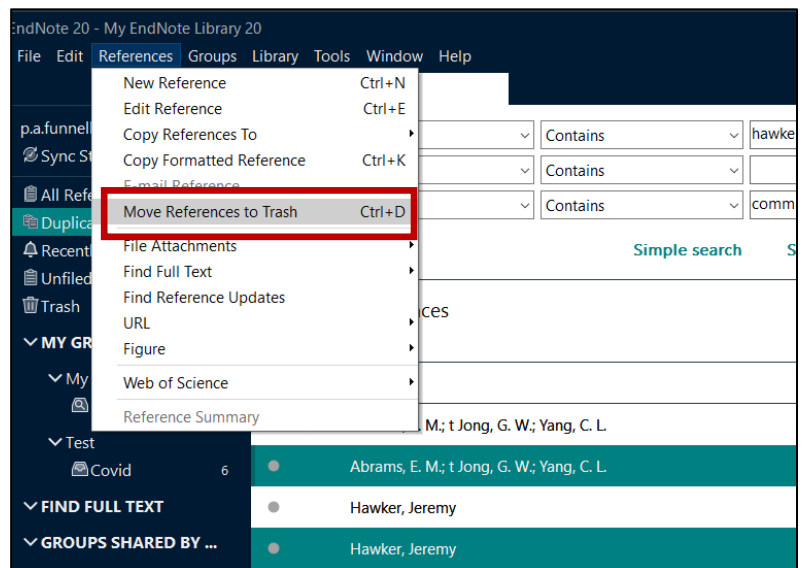 EndNote 20 - My EndNote Library 20
File Edit References Groups Library Tools Window Help
New Reference Ctrl+N
Edit Reference Ctrl+E
p.a.funnell
Copy References To
Contains
hawke
Sync St
Copy Formatted Reference Ctrl+K
Contains
E-mail Reference
All Refe
Move References to Trash Ctrl+D
Contains
comm
Duplica
File Attachments
Recentl
Simple search
S
Find Full Text
Unfiled
Find Reference Updates
Trash
URL
ces
MY GR
Figure
My
Web of Science
Reference Summary
M.; t Jong, G. W.; Yang, C. L.
Test
Covid 6
Abrams, E. M.; t Jong, G. W.; Yang, C. L.
FIND FULL TEXT
Hawker, Jeremy
GROUPS SHARED BY ...
Hawker, Jeremy